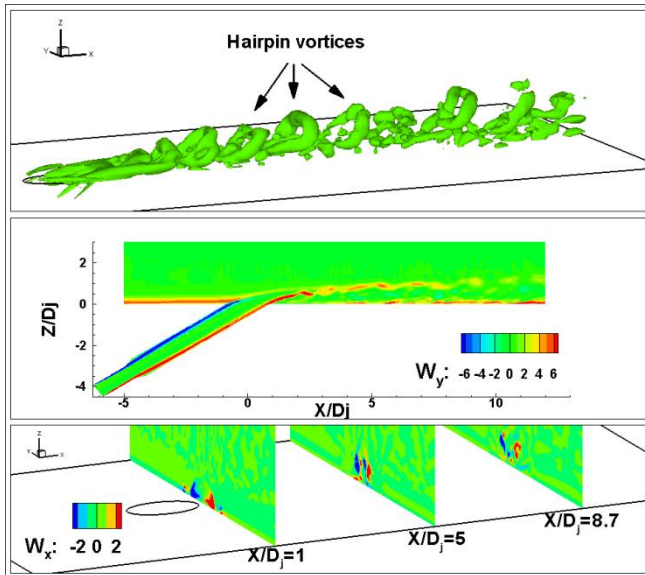 Z
Y X
Hairpin vortices
2
0
-2
-4
Z/Dj
-5 0 5 10
X/Dj
Wy: -6 -4 -2 0 2 4 6
Z
Y X
Wx: -2 0 2
X/Dj=1
X/Dj=5
X/Dj=8.7